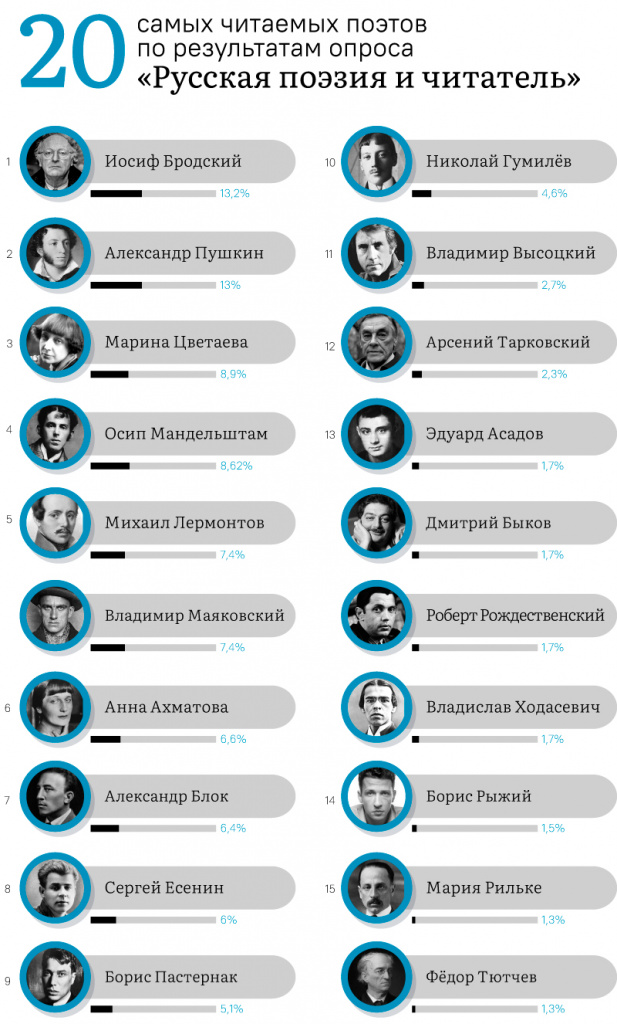 20
самых читаемых поэтов
по результатам опроса
«Русская поэзия и читатель»
1
Иосиф Бродский
13,2%
2
Александр Пушкин
13%
3
Марина Цветаева
8,9%
4
Осип Мандельштам
8,62%
5
Михаил Лермонтов
7,4%
Владимир Маяковский
7,4%
6
Анна Ахматова
6,6%
7
Александр Блок
6,4%
8
Сергей Есенин
6%
9
Борис Пастернак
5,1%
10
Николай Гумилёв
4,6%
11
Владимир Высоцкий
2,7%
12
Арсений Тарковский
2,3%
13
Эдуард Асадов
1,7%
Дмитрий Быков
1,7%
Роберт Рождественский
1,7%
Владислав Ходасевич
1,7%
14
Борис Рыжий
1,5%
15
Мария Рильке
1,3%
Фёдор Тютчев
1,3%